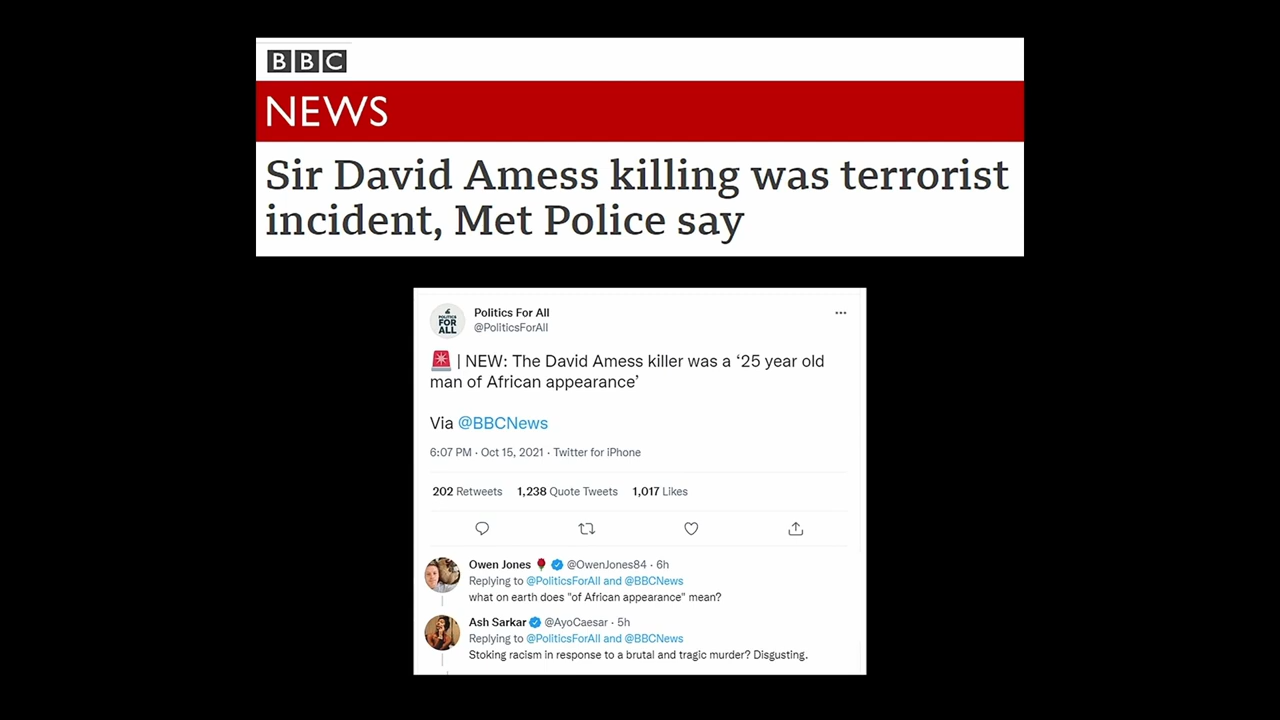 BBC
NEWS
Sir David Amess killing was terrorist
incident, Met Police say
POLITICS
FOR
ALL
Politics For All
@PoliticsForAll
🚨 | NEW: The David Amess killer was a ‘25 year old
man of African appearance’
Via @BBCNews
6:07 PM · Oct 15, 2021 · Twitter for iPhone
202 Retweets 1,238 Quote Tweets 1,017 Likes
Owen Jones 🌹 @OwenJones84 · 6h
Replying to @PoliticsForAll and @BBCNews
what on earth does "of African appearance" mean?
Ash Sarkar @AyoCaesar · 5h
Replying to @PoliticsForAll and @BBCNews
Stoking racism in response to a brutal and tragic murder? Disgusting.